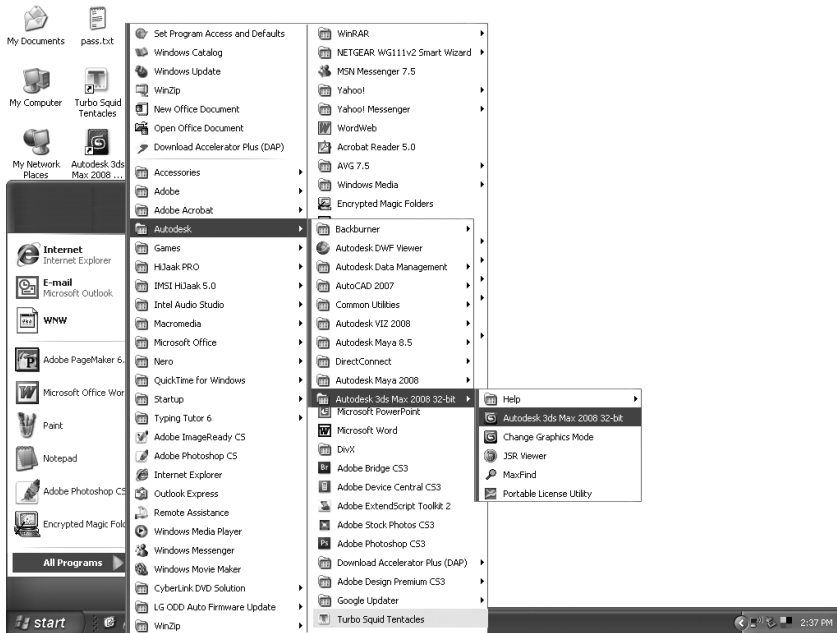 My Documents
pass.txt
My Computer
Turbo Squid
Tentacles
My Network
Places
Autodesk 3ds
Max 2008 ...
Internet
Internet Explorer
E-mail
Microsoft Outlook
WNW
Adobe PageMaker 6.
Microsoft Office Wor
Paint
Notepad
Adobe Photoshop CS
Encrypted Magic Fold
All Programs
start
Set Program Access and Defaults
Windows Catalog
Windows Update
WinZip
New Office Document
Open Office Document
Download Accelerator Plus (DAP)
Accessories
Adobe
Adobe Acrobat
Autodesk
Games
HiJaak PRO
IMSI HiJaak 5.0
Intel Audio Studio
Macromedia
Microsoft Office
Nero
QuickTime for Windows
Startup
Typing Tutor 6
Adobe ImageReady CS
Adobe Photoshop CS
Internet Explorer
Outlook Express
Remote Assistance
Windows Media Player
Windows Messenger
Windows Movie Maker
CyberLink DVD Solution
LG ODD Auto Firmware Update
WinZip
WinRAR
NETGEAR WG111v2 Smart Wizard
MSN Messenger 7.5
Yahoo!
Yahoo! Messenger
WordWeb
Acrobat Reader 5.0
AVG 7.5
Windows Media
Encrypted Magic Folders
Backburner
Autodesk DWF Viewer
Autodesk Data Management
AutoCAD 2007
Common Utilities
Autodesk VIZ 2008
Autodesk Maya 8.5
DirectConnect
Autodesk Maya 2008
Autodesk 3ds Max 2008 32-bit
Microsoft PowerPoint
Microsoft Word
DivX
Adobe Bridge CS3
Adobe Device Central CS3
Adobe ExtendScript Toolkit 2
Adobe Stock Photos CS3
Adobe Photoshop CS3
Download Accelerator Plus (DAP)
Adobe Design Premium CS3
Google Updater
Turbo Squid Tentacles
Help
Autodesk 3ds Max 2008 32-bit
Change Graphics Mode
JSR Viewer
MaxFind
Portable License Utility
2:37 PM